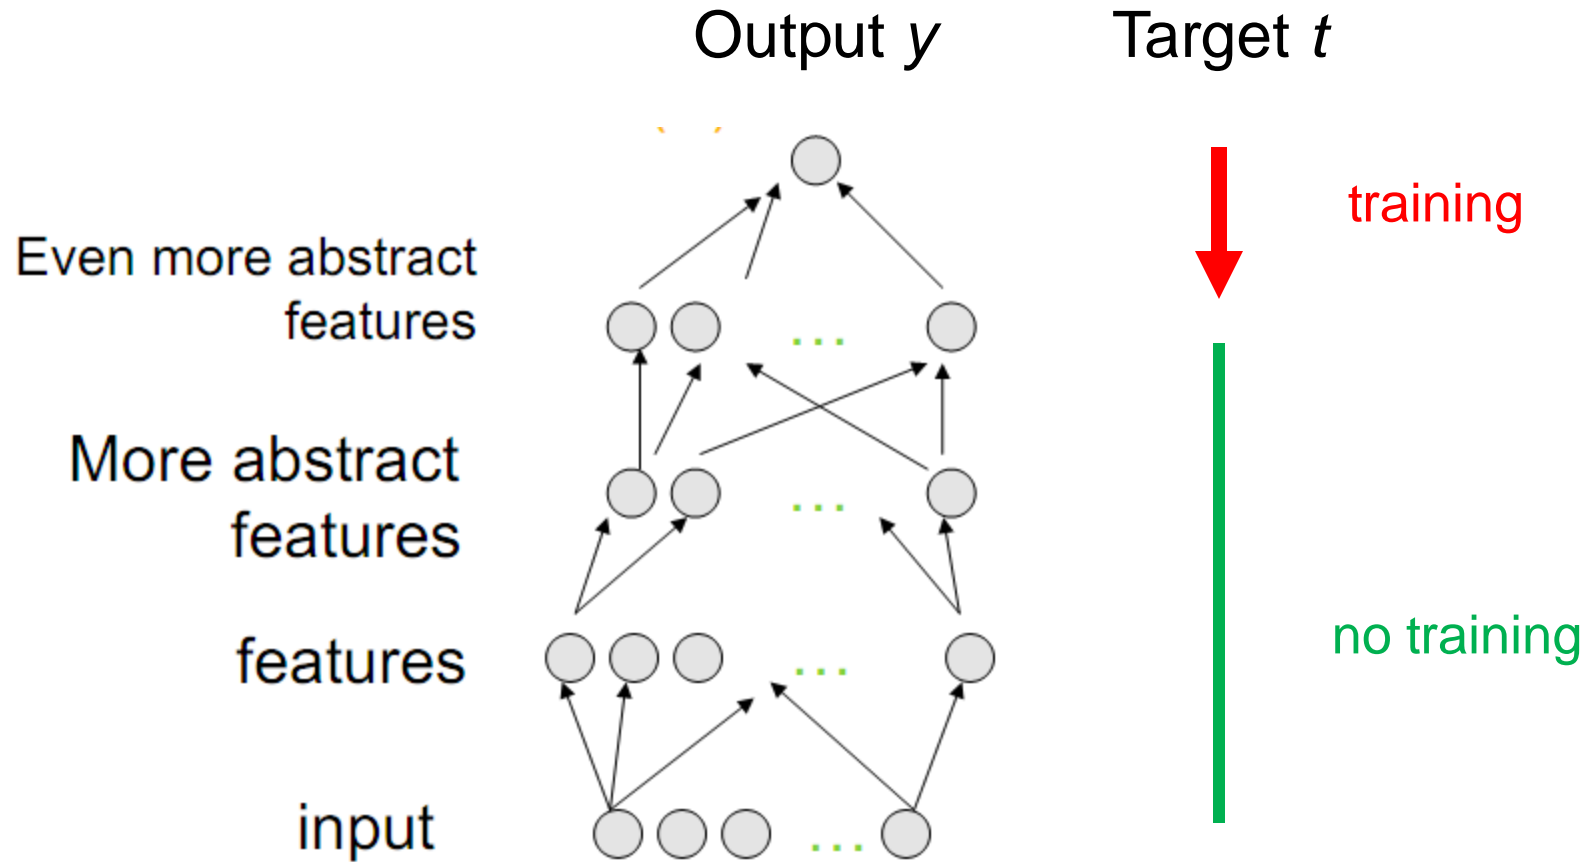 Output y
Target t
training
Even more abstract
features
...
More abstract
features
...
features
...
no training
input
...